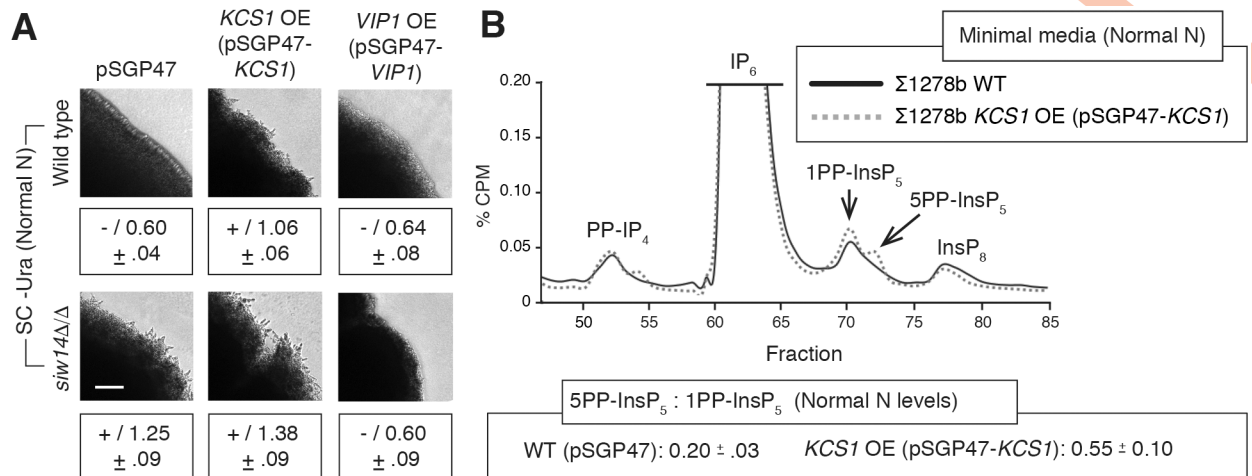 A
pSGP47
KCS1 OE
(pSGP47-
KCS1)
VIP1 OE
(pSGP47-
VIP1)
SC -Ura (Normal N)
Wild type
- / 0.60
± .04
+ / 1.06
± .06
- / 0.64
± .08
siw14Δ/Δ
+ / 1.25
± .09
+ / 1.38
± .09
- / 0.60
± .09
B
Minimal media (Normal N)
Σ1278b WT
Σ1278b KCS1 OE (pSGP47-KCS1)
IP6
% CPM
0.20
0.15
0.10
0.05
0
PP-IP4
1PP-InsP5
5PP-InsP5
InsP8
50 55 60 65 70 75 80 85
Fraction
5PP-InsP5 : 1PP-InsP5 (Normal N levels)
WT (pSGP47): 0.20 ± .03 KCS1 OE (pSGP47-KCS1): 0.55 ± 0.10